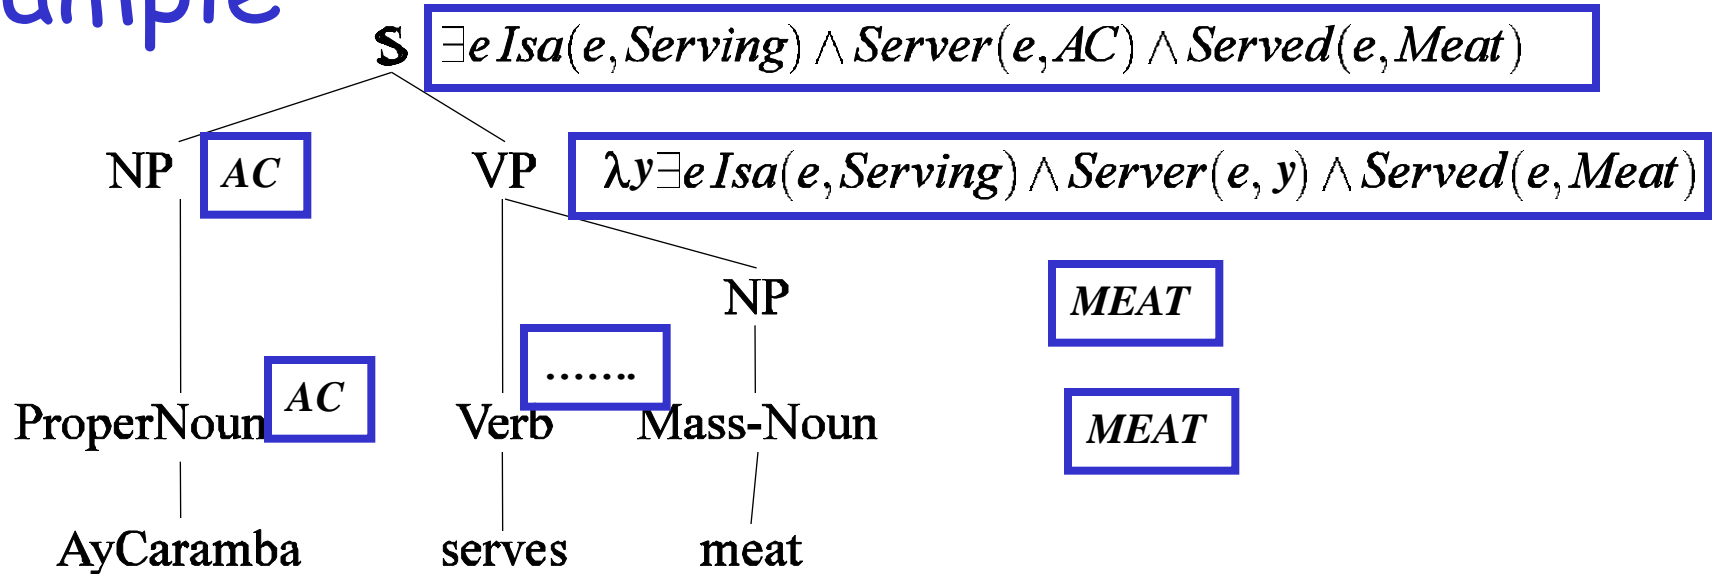 S ∃e Isa(e, Serving) ∧ Server(e, AC) ∧ Served(e, Meat)
NP AC VP λy∃e Isa(e, Serving) ∧ Server(e, y) ∧ Served(e, Meat)
NP MEAT
.......
ProperNoun AC Verb Mass-Noun MEAT
AyCaramba serves meat